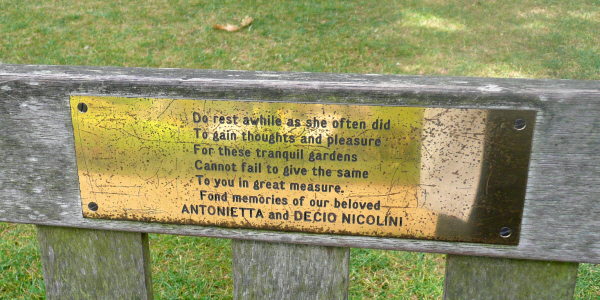 Do rest awhile as she often did
To gain thoughts and pleasure
For these tranquil gardens
Cannot fail to give the same
To you in great measure.
Fond memories of our beloved
ANTONIETTA and DECIO NICOLINI